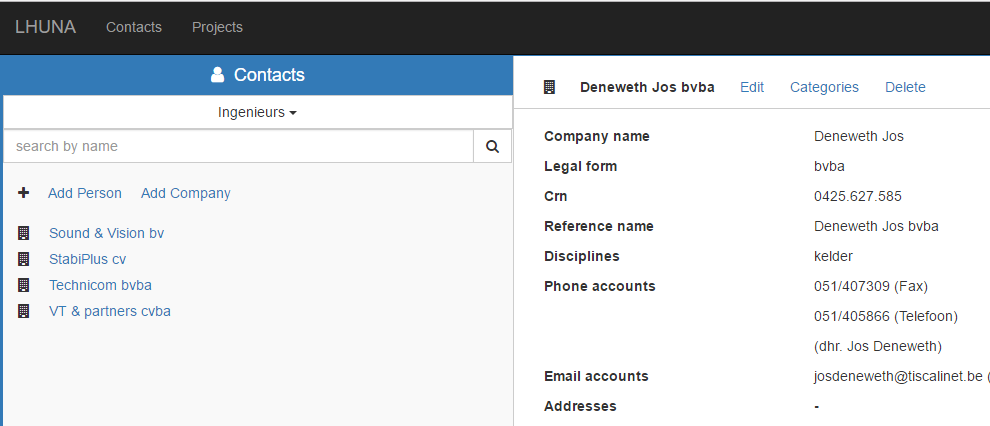 LHUNA Contacts Projects
Contacts
Ingenieurs
search by name
Add Person Add Company
Sound & Vision bv
StabiPlus cv
Technicom bvba
VT & partners cvba
Deneweth Jos bvba Edit Categories Delete
Company name Deneweth Jos
Legal form bvba
Crn 0425.627.585
Reference name Deneweth Jos bvba
Disciplines kelder
Phone accounts 051/407309 (Fax)
051/405866 (Telefoon)
(dhr. Jos Deneweth)
Email accounts josdeneweth@tiscalinet.be (
Addresses -